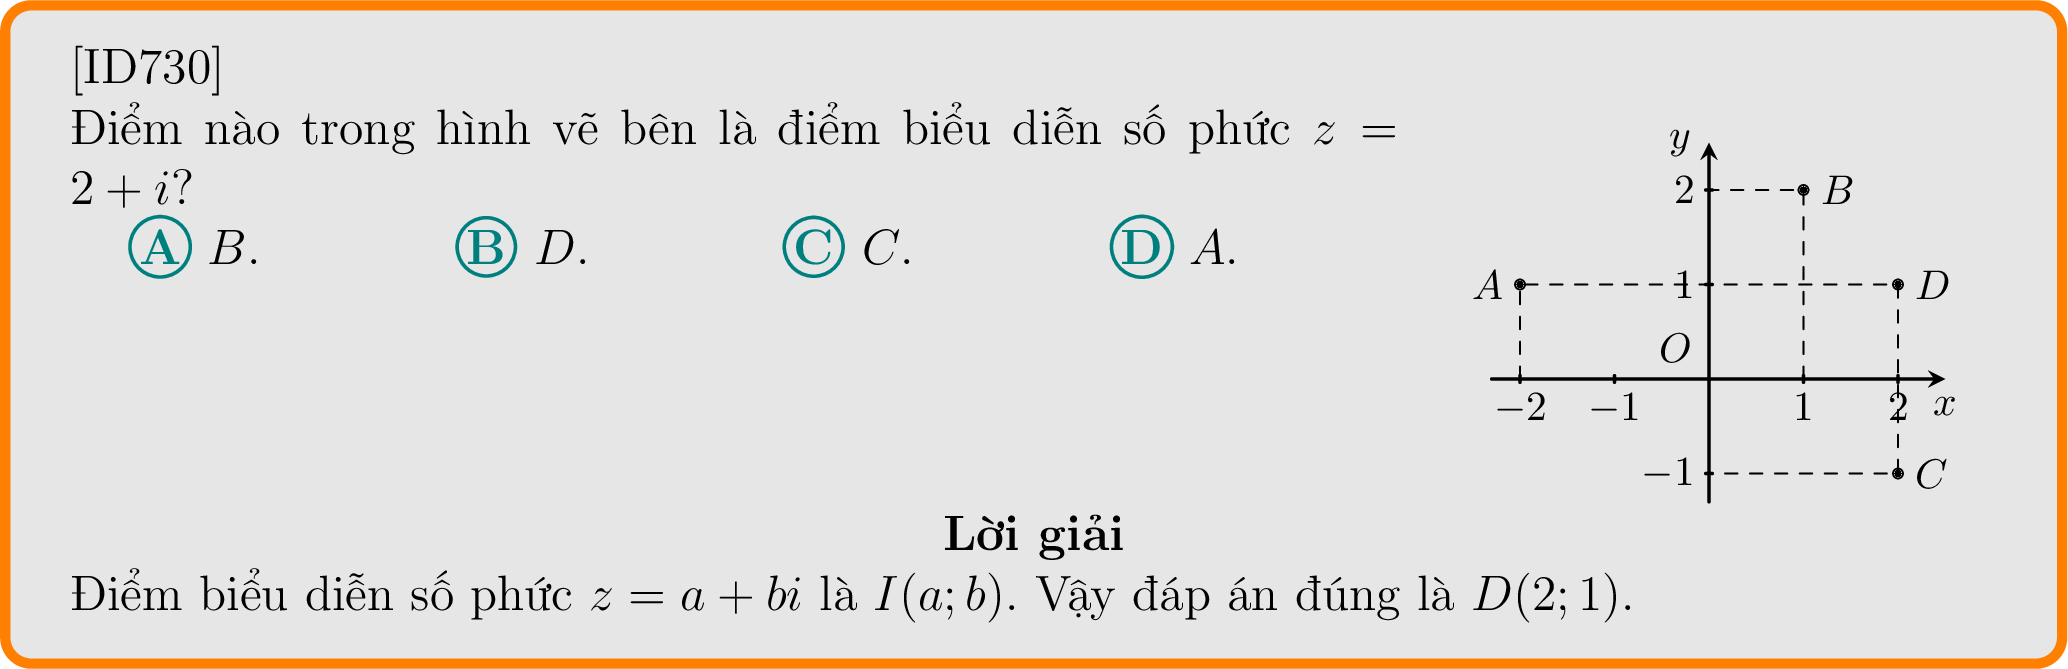 [ID730]
Điểm nào trong hình vẽ bên là điểm biểu diễn số phức z =
2 + i?
A B. B D. C C. D A.
y
2 B
A 1 D
O
−2 −1 1 2 x
−1 C
Lời giải
Điểm biểu diễn số phức z = a + bi là I(a; b). Vậy đáp án đúng là D(2; 1).